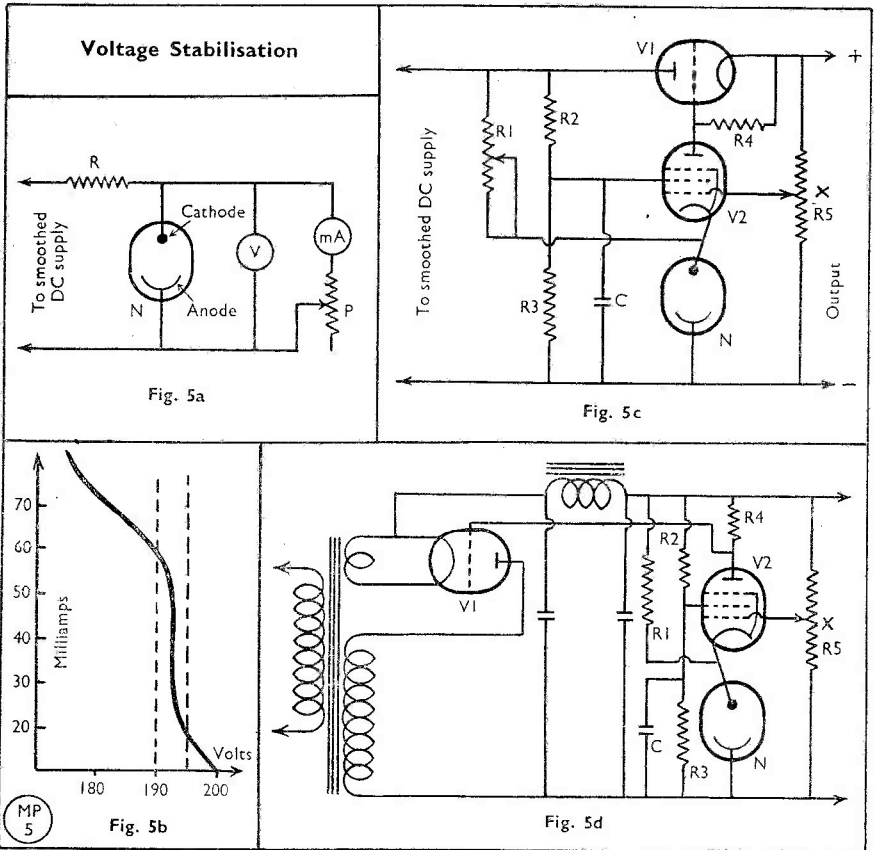 Voltage Stabilisation
R
To smoothed
DC supply
Cathode
Anode
N
V
mA
P
Fig. 5a
V1
+
To smoothed DC supply
R1
R2
R4
V2
X
R5
R3
C
N
Output
-
Fig. 5c
Milliamps
70
60
50
40
30
20
Volts
180
190
200
MP
5
Fig. 5b
V1
R4
R2
V2
R1
X
R5
C
R3
N
Fig. 5d